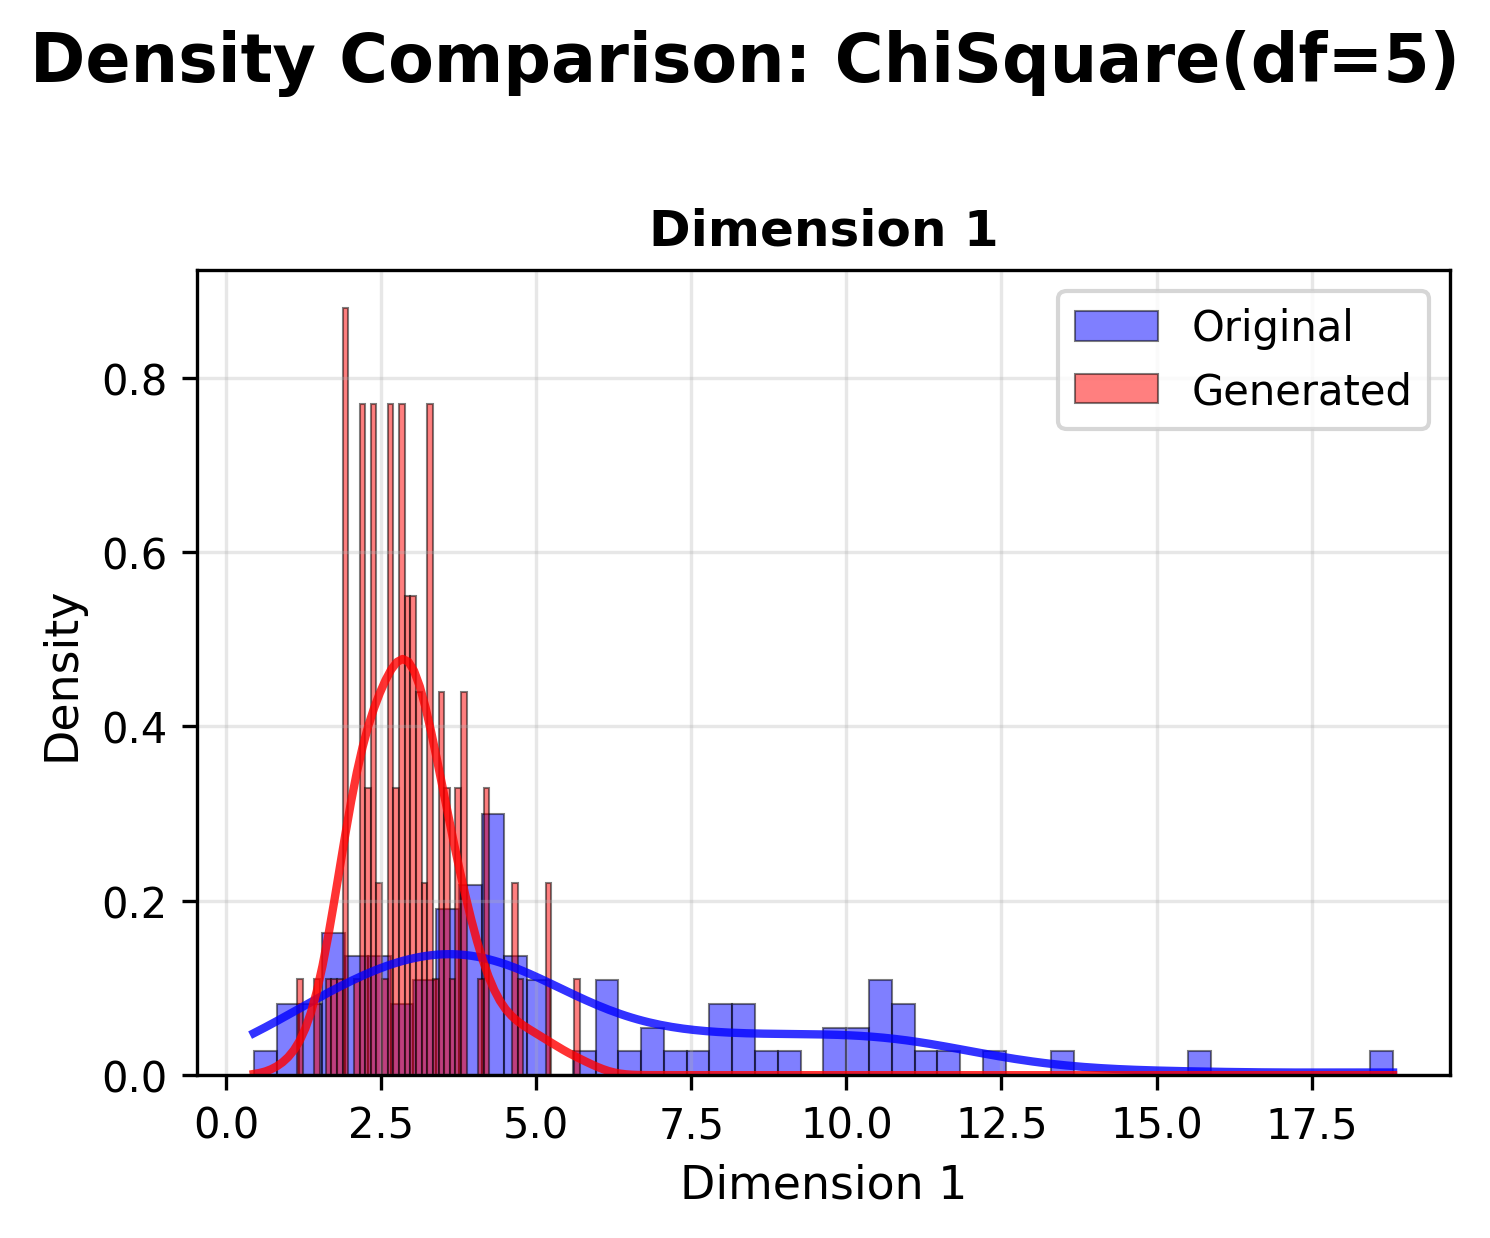 Density Comparison: ChiSquare(df=5)
Dimension 1
Original
Generated
Density
0.8
0.6
0.4
0.2
0.0
0.0 2.5 5.0 7.5 10.0 12.5 15.0 17.5
Dimension 1